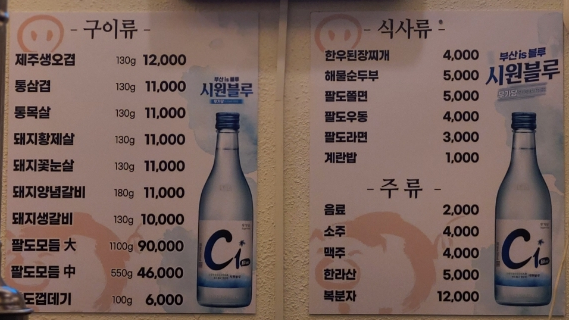 - 구이류 -
제주생오겹 130g 12,000
통삼겹 130g 11,000
통목살 130g 11,000
돼지황제살 130g 11,000
돼지꽃눈살 130g 11,000
돼지양념갈비 180g 11,000
돼지생갈비 130g 10,000
팔도모듬 大 1100g 90,000
팔도모듬 中 550g 46,000
도껍데기 100g 6,000
부산 is 블루
시원블루
C1
- 식사류 -
한우된장찌개 4,000
해물순두부 5,000
팔도쫄면 5,000
팔도우동 4,000
팔도라면 3,000
계란밥 1,000
- 주류 -
음료 2,000
소주 4,000
맥주 4,000
한라산 5,000
복분자 12,000
부산 is 블루
시원블루
C1